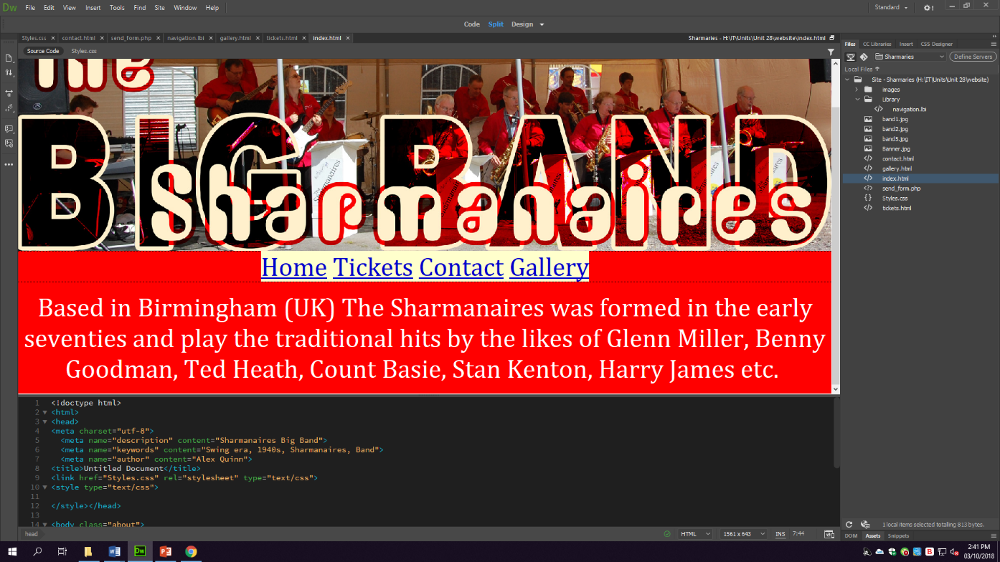 Dw File Edit View Insert Tools Find Site Window Help Standard
Code Split Design
Styles.css contact.html send_form.php navigation.lbi gallery.html tickets.html index.html Sharmaries - H:\IT\Units\Unit 28\website\index.html
Source Code Styles.css
The
BIG BAND
Sharmanaires
Home Tickets Contact Gallery
Based in Birmingham (UK) The Sharmanaires was formed in the early
seventies and play the traditional hits by the likes of Glenn Miller, Benny
Goodman, Ted Heath, Count Basie, Stan Kenton, Harry James etc.
1 <!doctype html>
2 <html>
3 <head>
4 <meta charset="utf-8">
5 <meta name="description" content="Sharmanaires Big Band">
6 <meta name="keywords" content="Swing era, 1940s, Sharmanaires, Band">
7 <meta name="author" content="Alex Quinn">
8 <title>Untitled Document</title>
9 <link href="Styles.css" rel="stylesheet" type="text/css">
10 <style type="text/css">
11
12 </style></head>
13
14 <body class="about">
head HTML 1561 x 643 INS 7:44
Files CC Libraries Insert CSS Designer
Sharmaries Define Servers
Local Files
Site - Sharmaries (H:\IT\Units\Unit 28\website)
images
Library
navigation.lbi
band1.jpg
band2.jpg
band5.jpg
Banner.jpg
contact.html
gallery.html
index.html
send_form.php
Styles.css
tickets.html
1 local items selected totalling 813 bytes.
DOM Assets Snippets
2:41 PM
03/10/2018